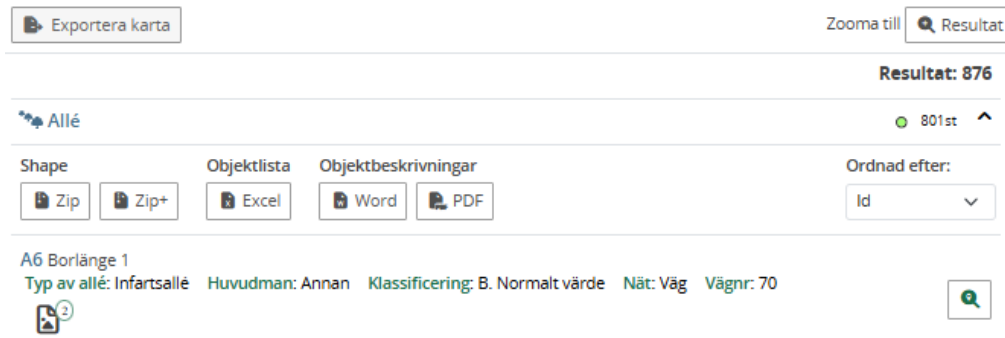 Exportera karta Zooma till Resultat
Resultat: 876
Allé 801st
Shape Objektlista Objektbeskrivningar Ordnad efter:
Zip Zip+ Excel Word PDF Id
A6 Borlänge 1
Typ av allé: Infartsallé Huvudman: Annan Klassificering: B. Normalt värde Nät: Väg Vägnr: 70
2